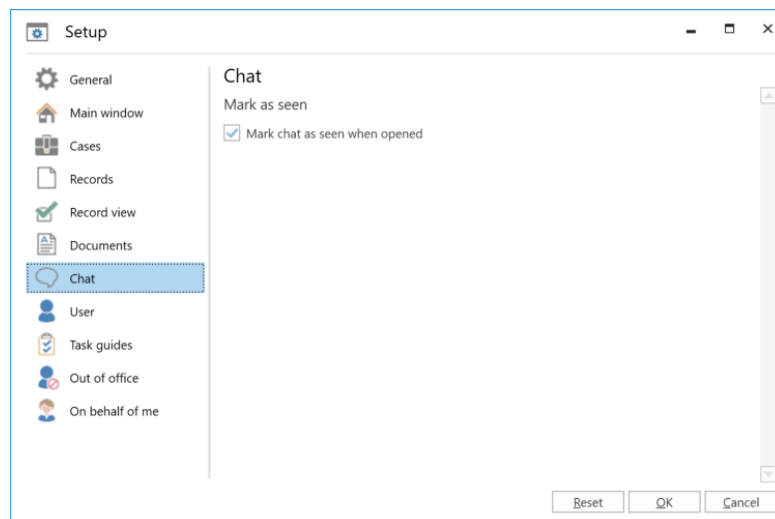 Setup
General
Main window
Cases
Records
Record view
Documents
Chat
User
Task guides
Out of office
On behalf of me
Chat
Mark as seen
Mark chat as seen when opened
Reset
OK
Cancel